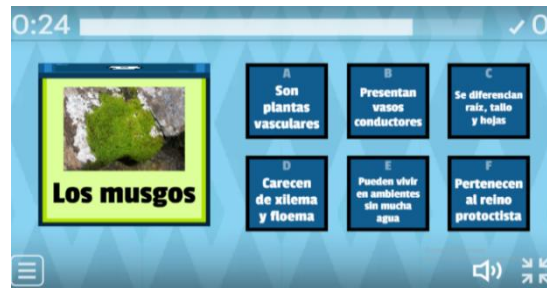 0:24
✓ 0
Los musgos
A
Son
plantas
vasculares
B
Presentan
vasos
conductores
C
Se diferencian
raíz, tallo
y hojas
D
Carecen
de xilema
y floema
E
Pueden vivir
en ambientes
sin mucha
agua
F
Pertenecen
al reino
protoctista